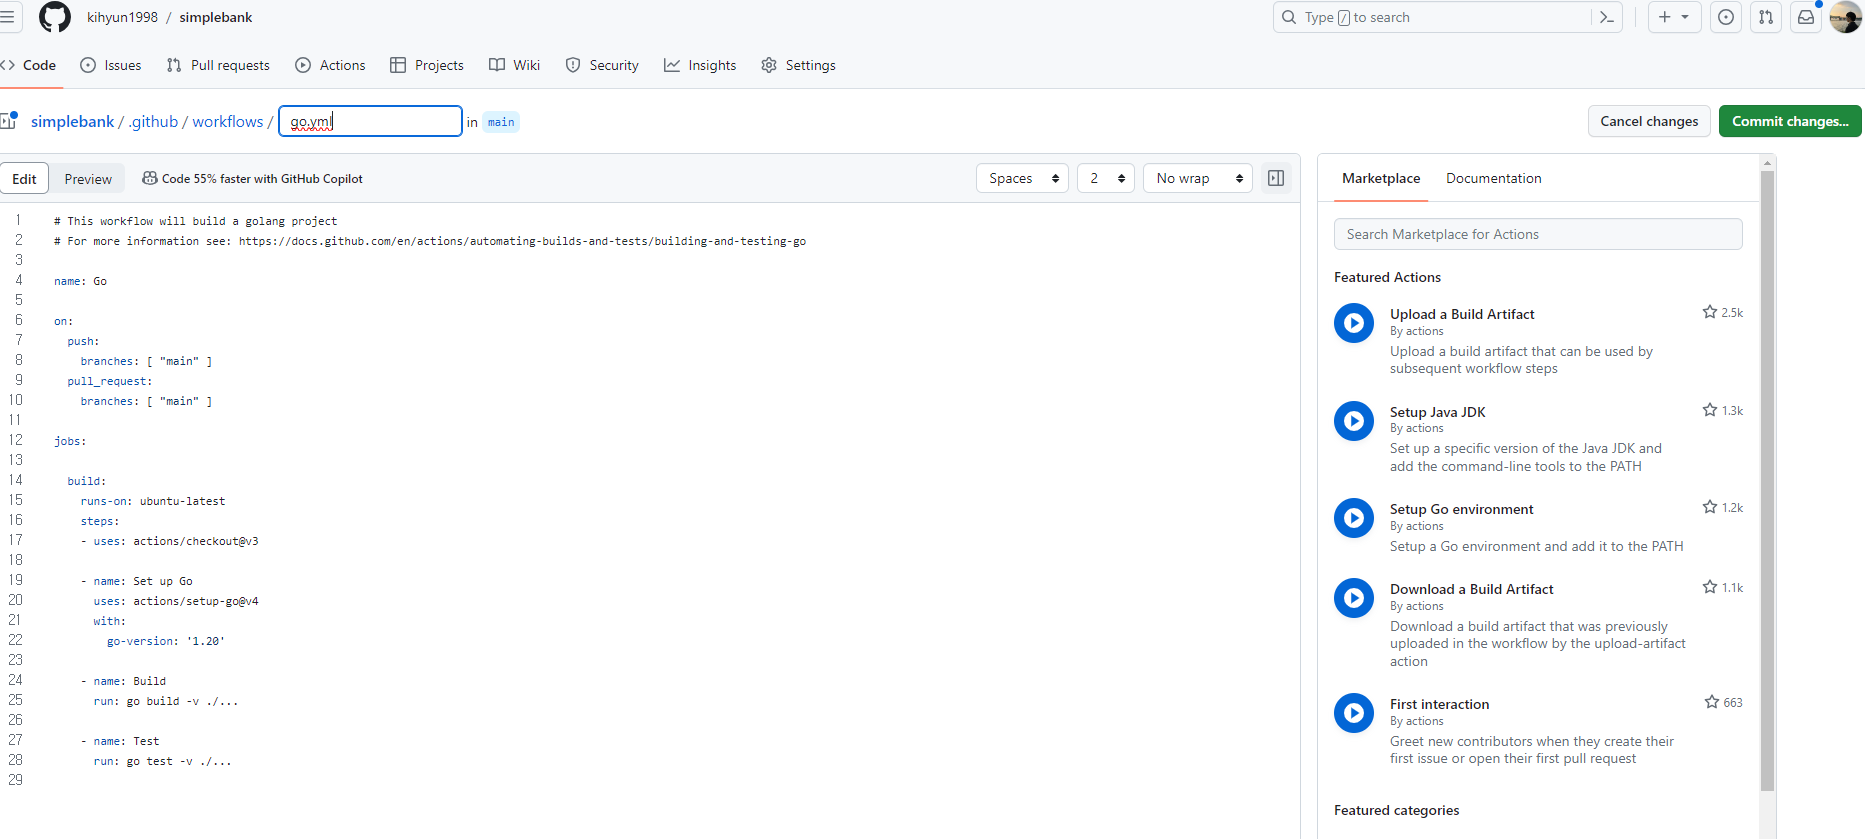 kihyun1998 / simplebank
Type / to search
<> Code Issues Pull requests Actions Projects Wiki Security Insights Settings
simplebank / .github / workflows / go.yml in main
Cancel changes Commit changes...
Edit Preview Code 55% faster with GitHub Copilot
Spaces 2 No wrap
1 # This workflow will build a golang project
2 # For more information see: https://docs.github.com/en/actions/automating-builds-and-tests/building-and-testing-go
3
4 name: Go
5
6 on:
7   push:
8     branches: [ "main" ]
9   pull_request:
10     branches: [ "main" ]
11
12 jobs:
13
14   build:
15     runs-on: ubuntu-latest
16     steps:
17     - uses: actions/checkout@v3
18
19     - name: Set up Go
20       uses: actions/setup-go@v4
21       with:
22         go-version: '1.20'
23
24     - name: Build
25       run: go build -v ./...
26
27     - name: Test
28       run: go test -v ./...
29
Marketplace Documentation
Search Marketplace for Actions
Featured Actions
Upload a Build Artifact 2.5k
By actions
Upload a build artifact that can be used by
subsequent workflow steps
Setup Java JDK 1.3k
By actions
Set up a specific version of the Java JDK and
add the command-line tools to the PATH
Setup Go environment 1.2k
By actions
Setup a Go environment and add it to the PATH
Download a Build Artifact 1.1k
By actions
Download a build artifact that was previously
uploaded in the workflow by the upload-artifact
action
First interaction 663
By actions
Greet new contributors when they create their
first issue or open their first pull request
Featured categories